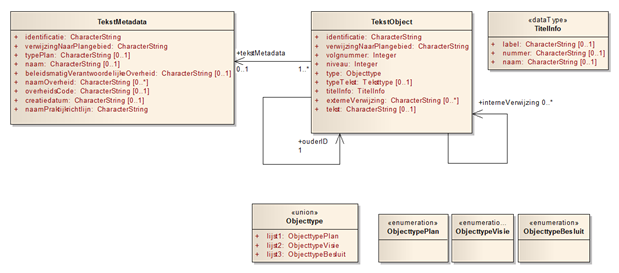 TekstMetadata
+ identificatie: CharacterString
+ verwijzingNaarPlangebied: CharacterString
+ typePlan: CharacterString [0..1]
+ naam: CharacterString [0..1]
+ beleidsmatigVerantwoordelijkeOverheid: CharacterString [0..1]
+ naamOverheid: CharacterString [0..*]
+ overheidsCode: CharacterString [0..1]
+ creatiedatum: CharacterString [0..1]
+ naamPraktijkrichtlijn: CharacterString
+tekstMetadata
0..1
1..*
TekstObject
+ identificatie: CharacterString
+ verwijzingNaarPlangebied: CharacterString
+ volgnummer: Integer
+ niveau: Integer
+ type: Objecttype
+ typeTekst: Teksttype [0..1]
+ titelInfo: TitelInfo
+ externeVerwijzing: CharacterString [0..*]
+ tekst: CharacterString [0..1]
«dataType»
TitelInfo
+ label: CharacterString [0..1]
+ nummer: CharacterString [0..1]
+ naam: CharacterString [0..1]
+interneVerwijzing 0..*
+ouderID
1
«union»
Objecttype
+ lijst1: ObjecttypePlan
+ lijst2: ObjecttypeVisie
+ lijst3: ObjecttypeBesluit
«enumeration»
ObjecttypePlan
«enumeratio...
ObjecttypeVisie
«enumeration»
ObjecttypeBesluit